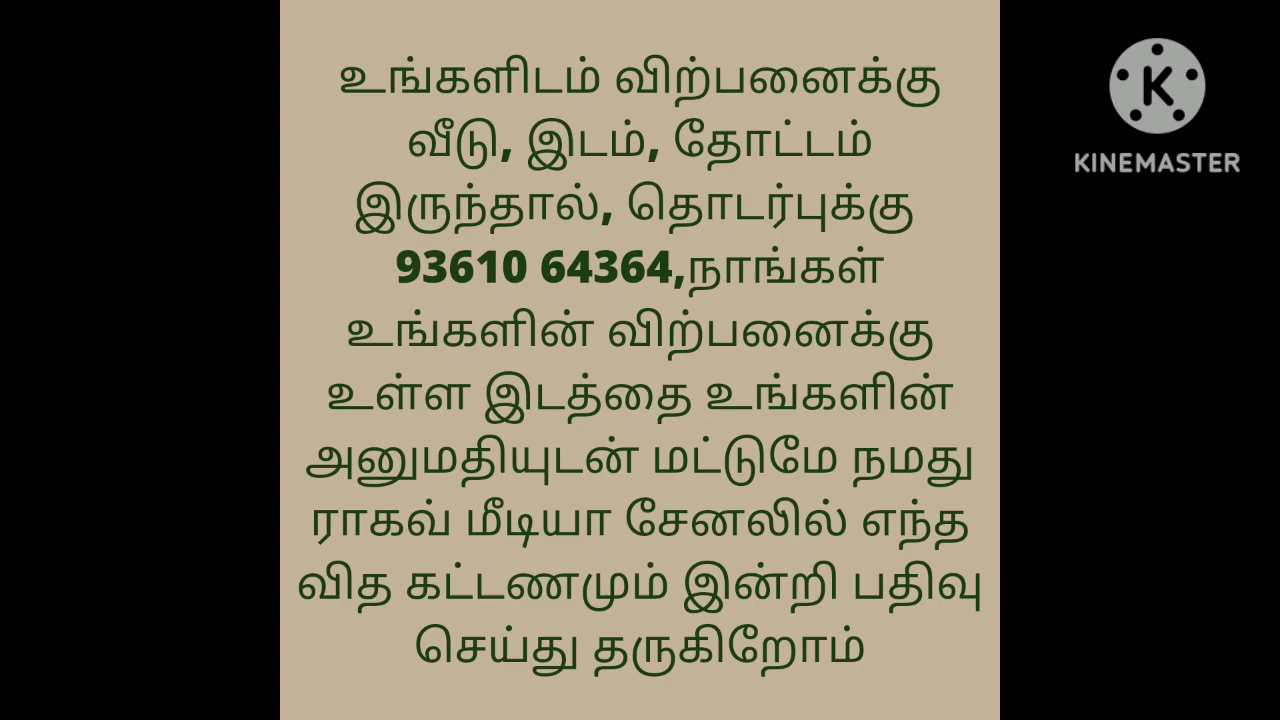 உங்களிடம் விற்பனைக்கு
வீடு, இடம், தோட்டம்
இருந்தால், தொடர்புக்கு
93610 64364,நாங்கள்
உங்களின் விற்பனைக்கு
உள்ள இடத்தை உங்களின்
அனுமதியுடன் மட்டுமே நமது
ராகவ் மீடியா சேனலில் எந்த
வித கட்டணமும் இன்றி பதிவு
செய்து தருகிறோம்
K
KINEMASTER